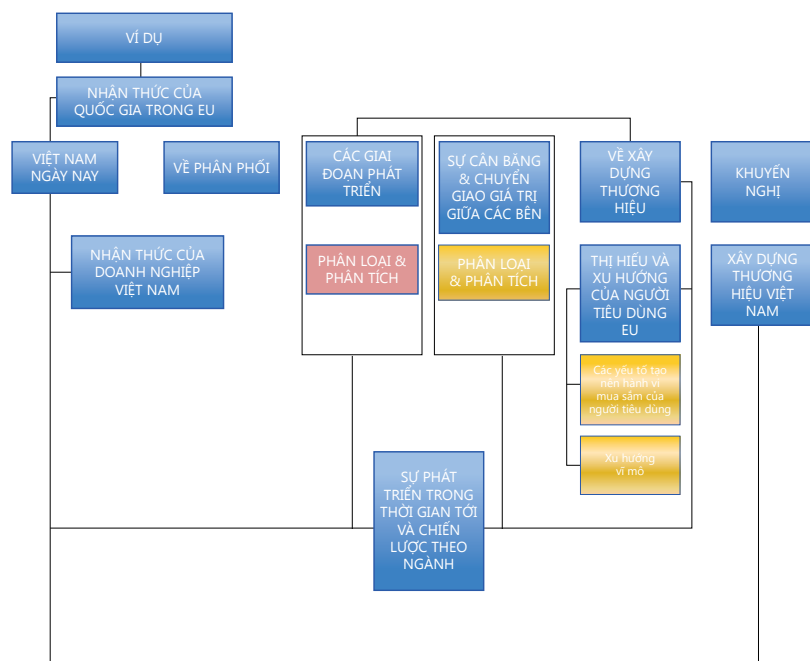 VÍ DỤ
NHẬN THỨC CỦA
QUỐC GIA TRONG EU
VIỆT NAM
NGÀY NAY
VỀ PHÂN PHỐI
CÁC GIAI
ĐOẠN PHÁT
TRIỂN
SỰ CÂN BẰNG
& CHUYỂN
GIAO GIÁ TRỊ
GIỮA CÁC BÊN
VỀ XÂY
DỰNG
THƯƠNG
HIỆU
KHUYẾN
NGHỊ
NHẬN THỨC CỦA
DOANH NGHIỆP
VIỆT NAM
PHÂN LOẠI &
PHÂN TÍCH
PHÂN LOẠI
& PHÂN TÍCH
THỊ HIẾU VÀ
XU HƯỚNG
CỦA NGƯỜI
TIÊU DÙNG
EU
XÂY DỰNG
THƯƠNG
HIỆU VIỆT
NAM
Các yếu tố tạo
nên hành vi
mua sắm của
người tiêu dùng
Xu hướng
vĩ mô
SỰ PHÁT
TRIỂN TRONG
THỜI GIAN TỚI
VÀ CHIẾN
LƯỢC THEO
NGÀNH